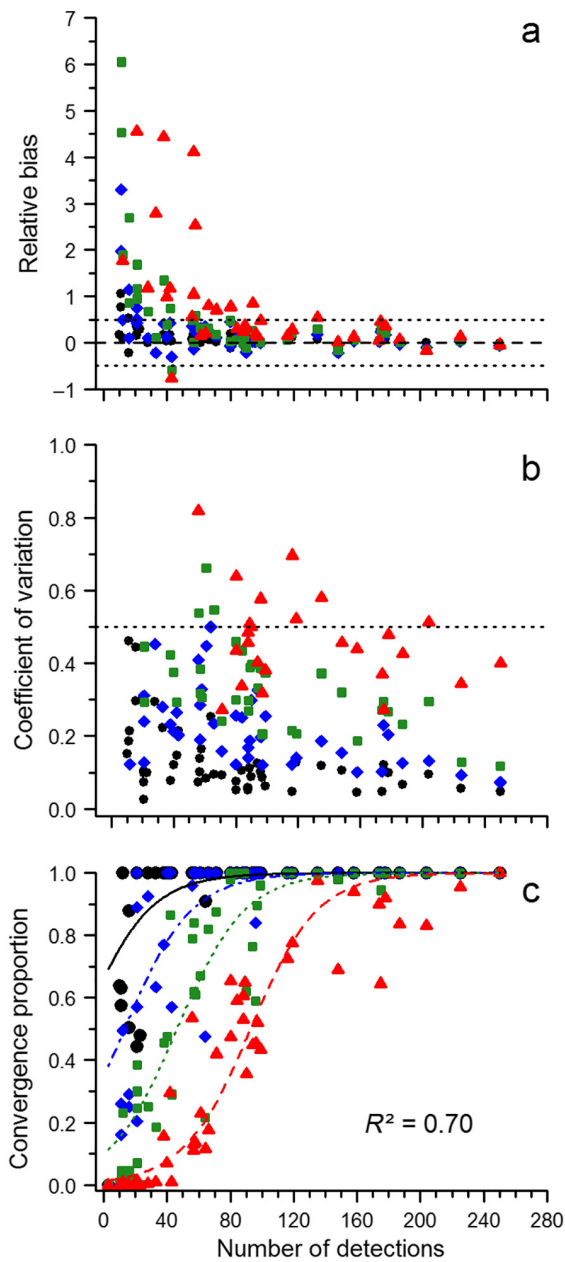 a
7
6
5
4
3
2
1
0
–1
Relative bias
b
1.0
0.8
0.6
0.4
0.2
0.0
Coefficient of variation
c
1.0
0.8
0.6
0.4
0.2
0.0
Convergence proportion
R² = 0.70
0 40 80 120 160 200 240 280
Number of detections